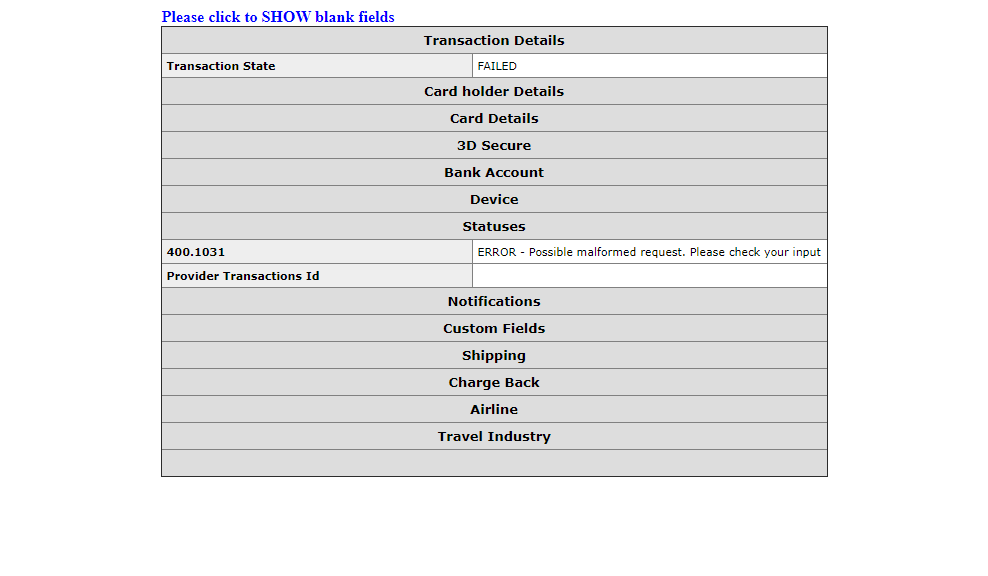 Please click to SHOW blank fields
Transaction Details
Transaction State FAILED
Card holder Details
Card Details
3D Secure
Bank Account
Device
Statuses
400.1031 ERROR - Possible malformed request. Please check your input
Provider Transactions Id
Notifications
Custom Fields
Shipping
Charge Back
Airline
Travel Industry